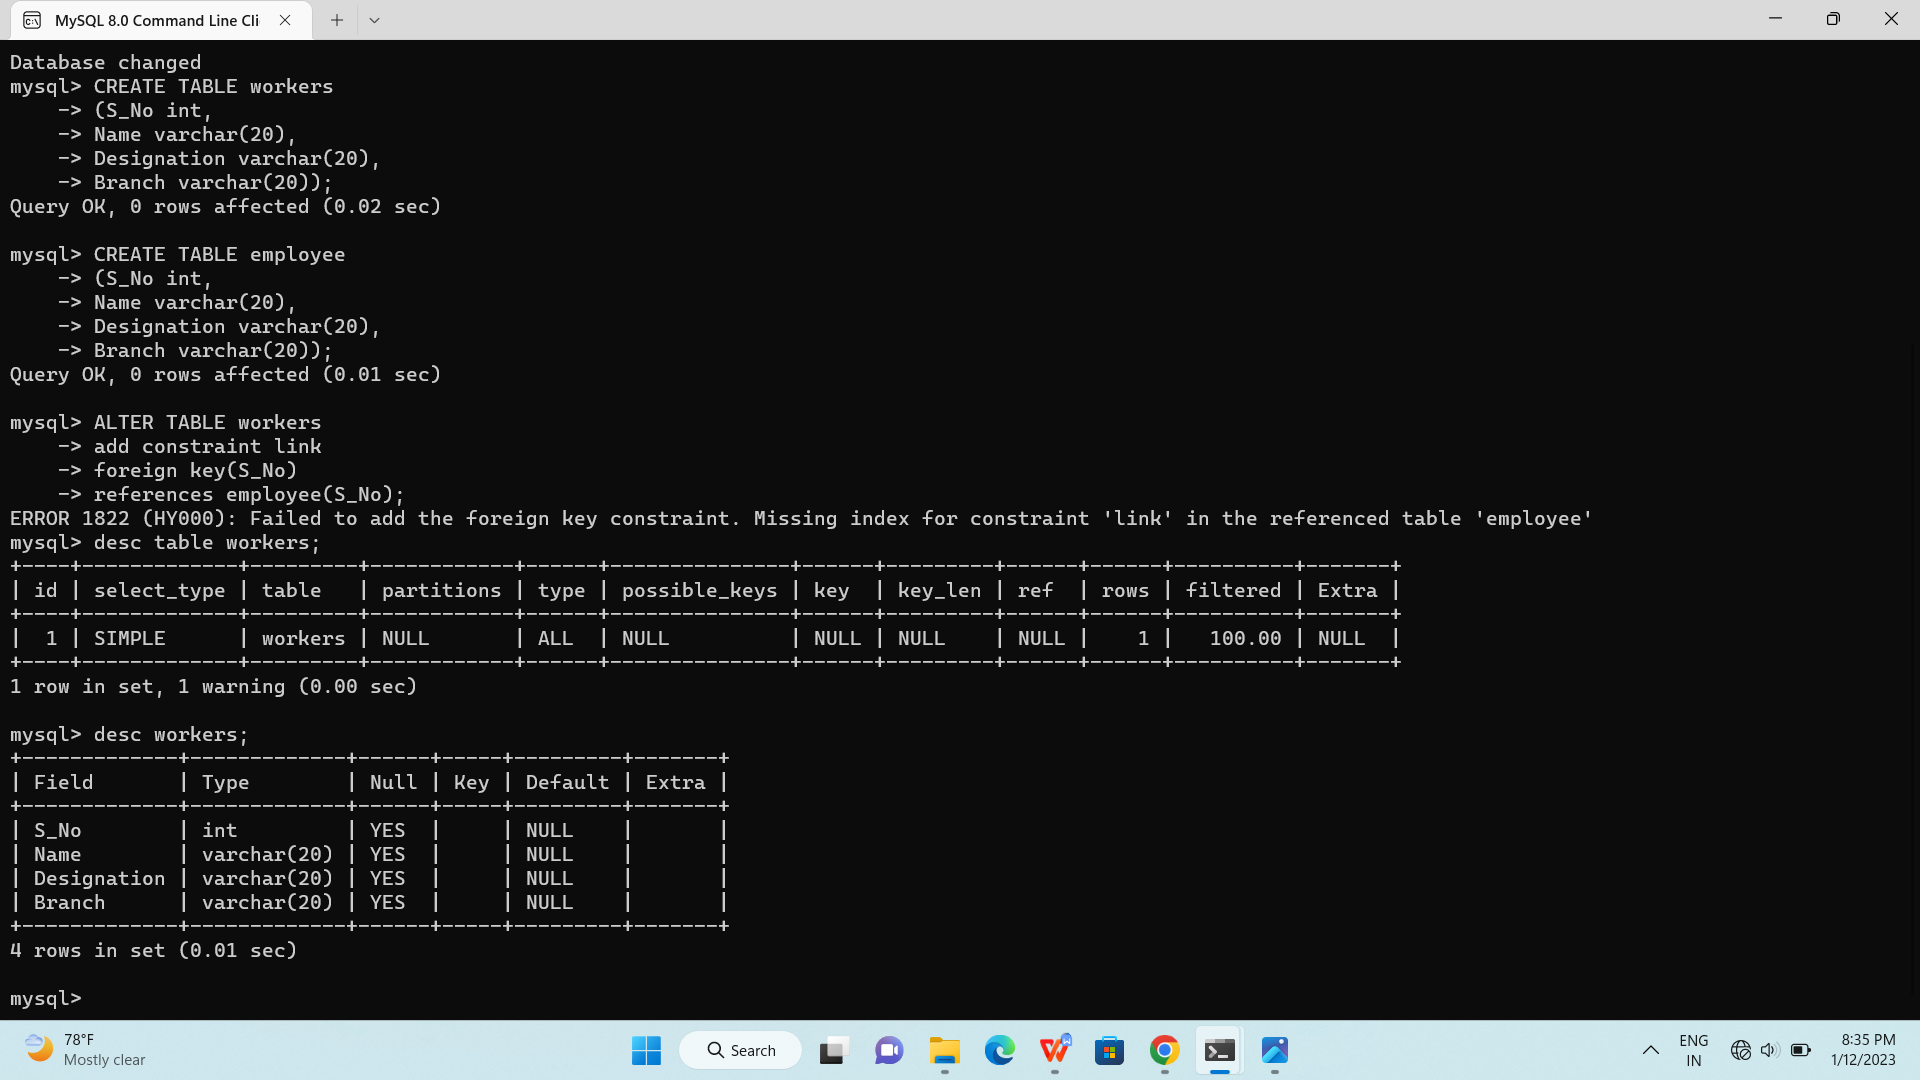 MySQL 8.0 Command Line Cli
Database changed
mysql> CREATE TABLE workers
    -> (S_No int,
    -> Name varchar(20),
    -> Designation varchar(20),
    -> Branch varchar(20));
Query OK, 0 rows affected (0.02 sec)

mysql> CREATE TABLE employee
    -> (S_No int,
    -> Name varchar(20),
    -> Designation varchar(20),
    -> Branch varchar(20));
Query OK, 0 rows affected (0.01 sec)

mysql> ALTER TABLE workers
    -> add constraint link
    -> foreign key(S_No)
    -> references employee(S_No);
ERROR 1822 (HY000): Failed to add the foreign key constraint. Missing index for constraint 'link' in the referenced table 'employee'
mysql> desc table workers;
+----+-------------+---------+------------+------+---------------+------+---------+------+------+----------+-------+
| id | select_type | table   | partitions | type | possible_keys | key  | key_len | ref  | rows | filtered | Extra |
+----+-------------+---------+------------+------+---------------+------+---------+------+------+----------+-------+
|  1 | SIMPLE      | workers | NULL       | ALL  | NULL          | NULL | NULL    | NULL |    1 |   100.00 | NULL  |
+----+-------------+---------+------------+------+---------------+------+---------+------+------+----------+-------+
1 row in set, 1 warning (0.00 sec)

mysql> desc workers;
+-------------+-------------+------+-----+---------+-------+
| Field       | Type        | Null | Key | Default | Extra |
+-------------+-------------+------+-----+---------+-------+
| S_No        | int         | YES  |     | NULL    |       |
| Name        | varchar(20) | YES  |     | NULL    |       |
| Designation | varchar(20) | YES  |     | NULL    |       |
| Branch      | varchar(20) | YES  |     | NULL    |       |
+-------------+-------------+------+-----+---------+-------+
4 rows in set (0.01 sec)

mysql>
78°F
Mostly clear
Search
ENG
IN
8:35 PM
1/12/2023